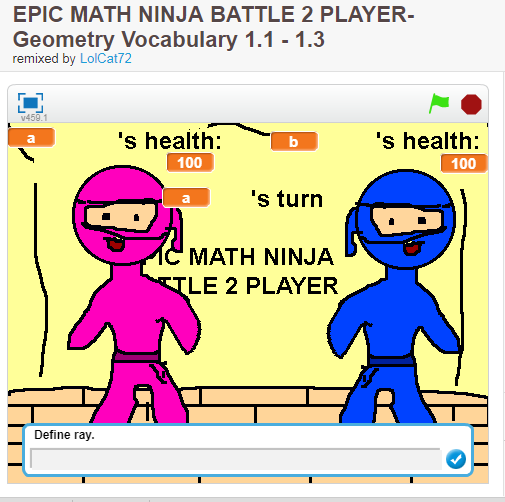 EPIC MATH NINJA BATTLE 2 PLAYER-
Geometry Vocabulary 1.1 - 1.3
remixed by LolCat72
v459.1
a 's health: b 's health:
100 100
a 's turn
PIC MATH NINJA
TTLE 2 PLAYER
Define ray.